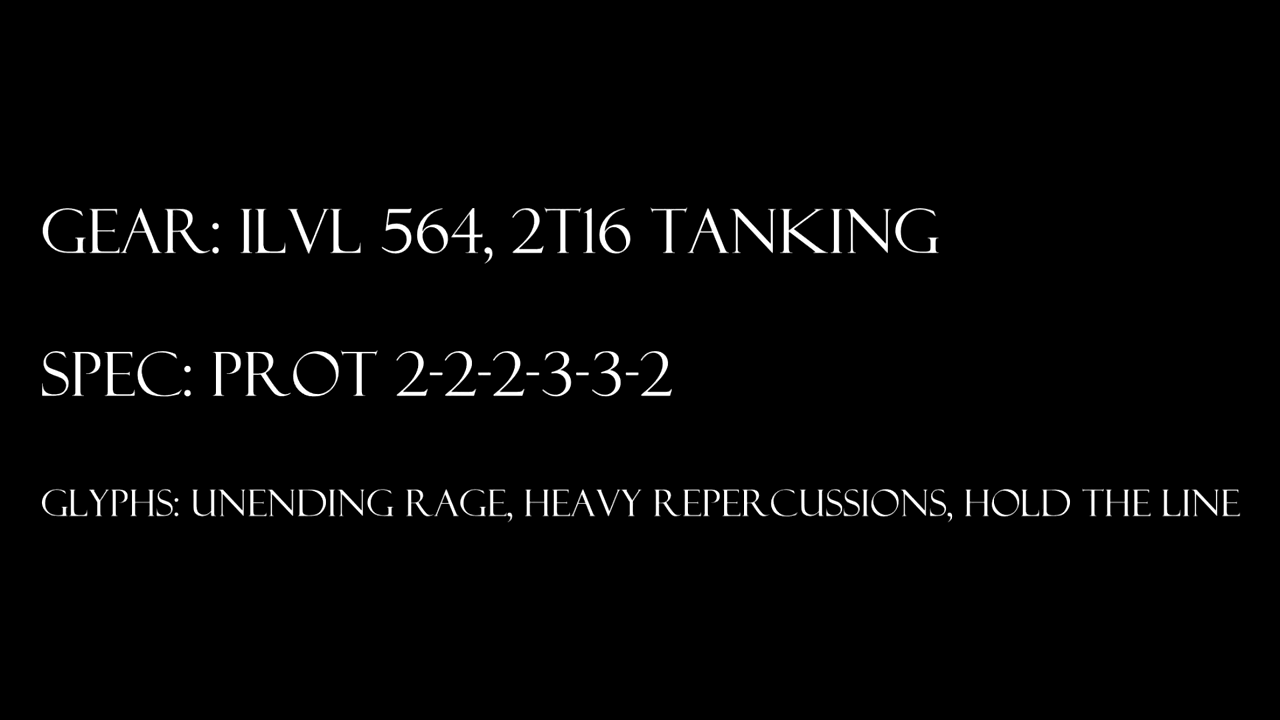 GEAR: ILVL 564, 2T16 TANKING
SPEC: PROT 2-2-2-3-3-2
GLYPHS: UNENDING RAGE, HEAVY REPERCUSSIONS, HOLD THE LINE